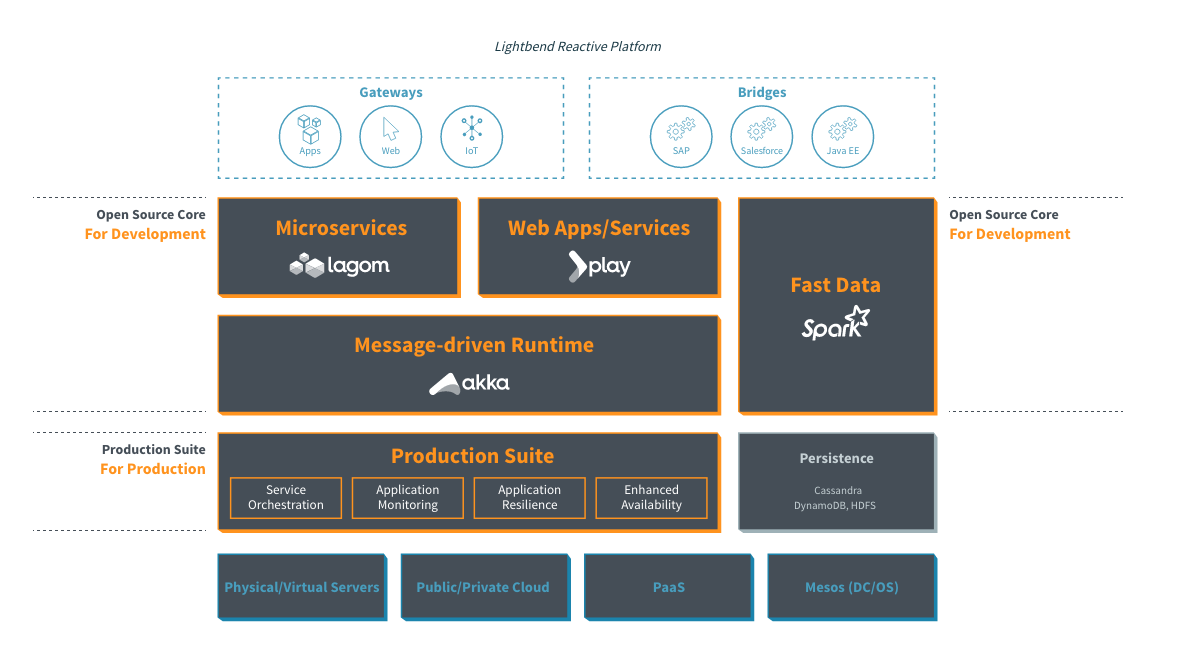 Lightbend Reactive Platform
Gateways
Apps
Web
IoT
Bridges
SAP
Salesforce
Java EE
Open Source Core
For Development
Microservices
lagom
Web Apps/Services
play
Fast Data
Spark
Open Source Core
For Development
Message-driven Runtime
akka
Production Suite
For Production
Production Suite
Service
Orchestration
Application
Monitoring
Application
Resilience
Enhanced
Availability
Persistence
Cassandra
DynamoDB, HDFS
Physical/Virtual Servers
Public/Private Cloud
PaaS
Mesos (DC/OS)